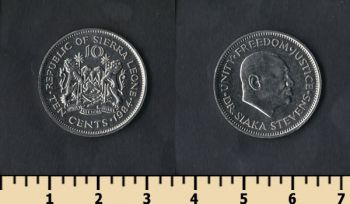 REPUBLIC OF SIERRA LEONE
10
TEN CENTS · 1984
UNITY · FREEDOM · JUSTICE
DR. SIAKA STEVENS
1 2 3 4 5 6 7